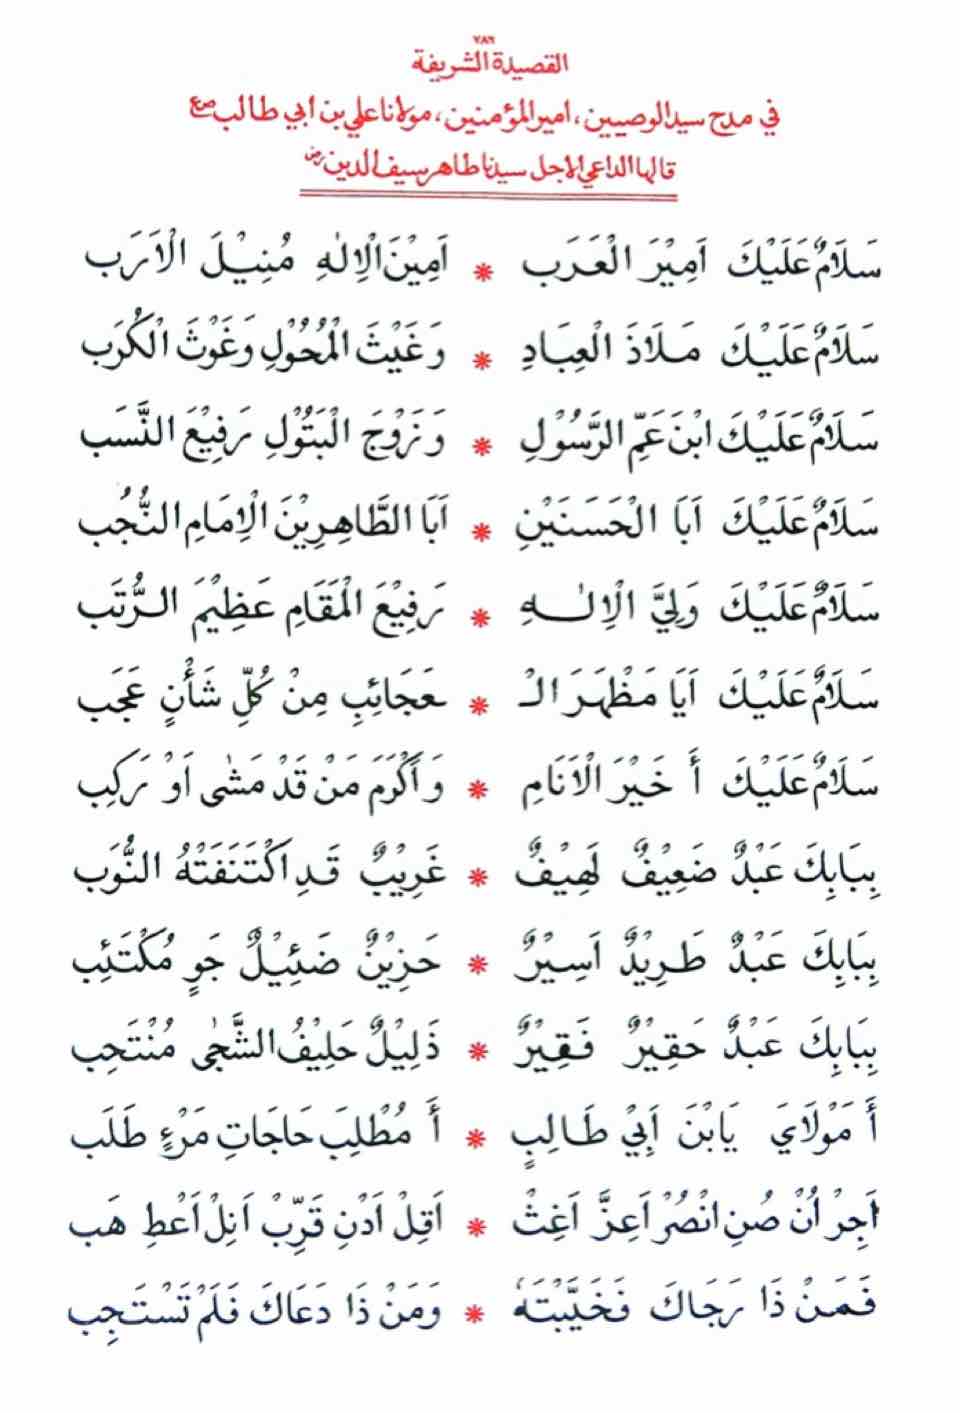 ٧٨٦
القصيدة الشريفة
في مدح سيد الوصيين، امير المؤمنين، مولانا علي بن ابي طالب صع
قالها الداعي الاجل سيدنا طاهر سيف الدين رض
سَلَامٌ عَلَيْكَ اَمِيْرَ الْعَرَب * اَمِيْنَ الْاِلٰهِ مُنِيْلَ الْاَرَب
سَلَامٌ عَلَيْكَ مَلَاذَ الْعِبَادِ * وَغَيْثَ الْمُحُوْلِ وَغَوْثَ الْكُرَب
سَلَامٌ عَلَيْكَ ابْنَ عَمِّ الرَّسُوْلِ * وَزَوْجَ الْبَتُوْلِ رَفِيْعَ النَّسَب
سَلَامٌ عَلَيْكَ اَبَا الْحَسَنَيْنِ * اَبَا الطَّاهِرِيْنَ الْاِمَامِ النُّجُب
سَلَامٌ عَلَيْكَ وَلِيَّ الْاِلٰهِ * رَفِيْعَ الْمَقَامِ عَظِيْمَ الرُّتَب
سَلَامٌ عَلَيْكَ اَيَا مَظْهَرَ الْـ * ـعَجَائِبِ مِنْ كُلِّ شَأْنٍ عَجَب
سَلَامٌ عَلَيْكَ أَ خَيْرَ الْاَنَامِ * وَاَكْرَمَ مَنْ قَدْ مَشٰى اَوْ رَكِب
بِبَابِكَ عَبْدٌ ضَعِيْفٌ لَهِيْفٌ * غَرِيْبٌ قَدِ اكْتَنَفَتْهُ النُّوَب
بِبَابِكَ عَبْدٌ طَرِيْدٌ اَسِيْرٌ * حَزِيْنٌ ضَئِيْلٌ جَوٍ مُكْتَئِب
بِبَابِكَ عَبْدٌ حَقِيْرٌ فَقِيْرٌ * ذَلِيْلٌ حَلِيْفُ الشَّجٰى مُنْتَحِب
أَ مَوْلَايَ يَابْنَ اَبِيْ طَالِبٍ * أَ مُطْلِبَ حَاجَاتِ مَرْءٍ طَلَب
اَجِرْ اُنْ صُنِ انْصُرْ اَعِزَّ اَغِثْ * اَقِلْ اَدْنِ قَرِّبْ اَنِلْ اَعْطِ هَب
فَمَنْ ذَا رَجَاكَ فَخَيَّبْتَهٗ * وَمَنْ ذَا دَعَاكَ فَلَمْ تَسْتَجِب